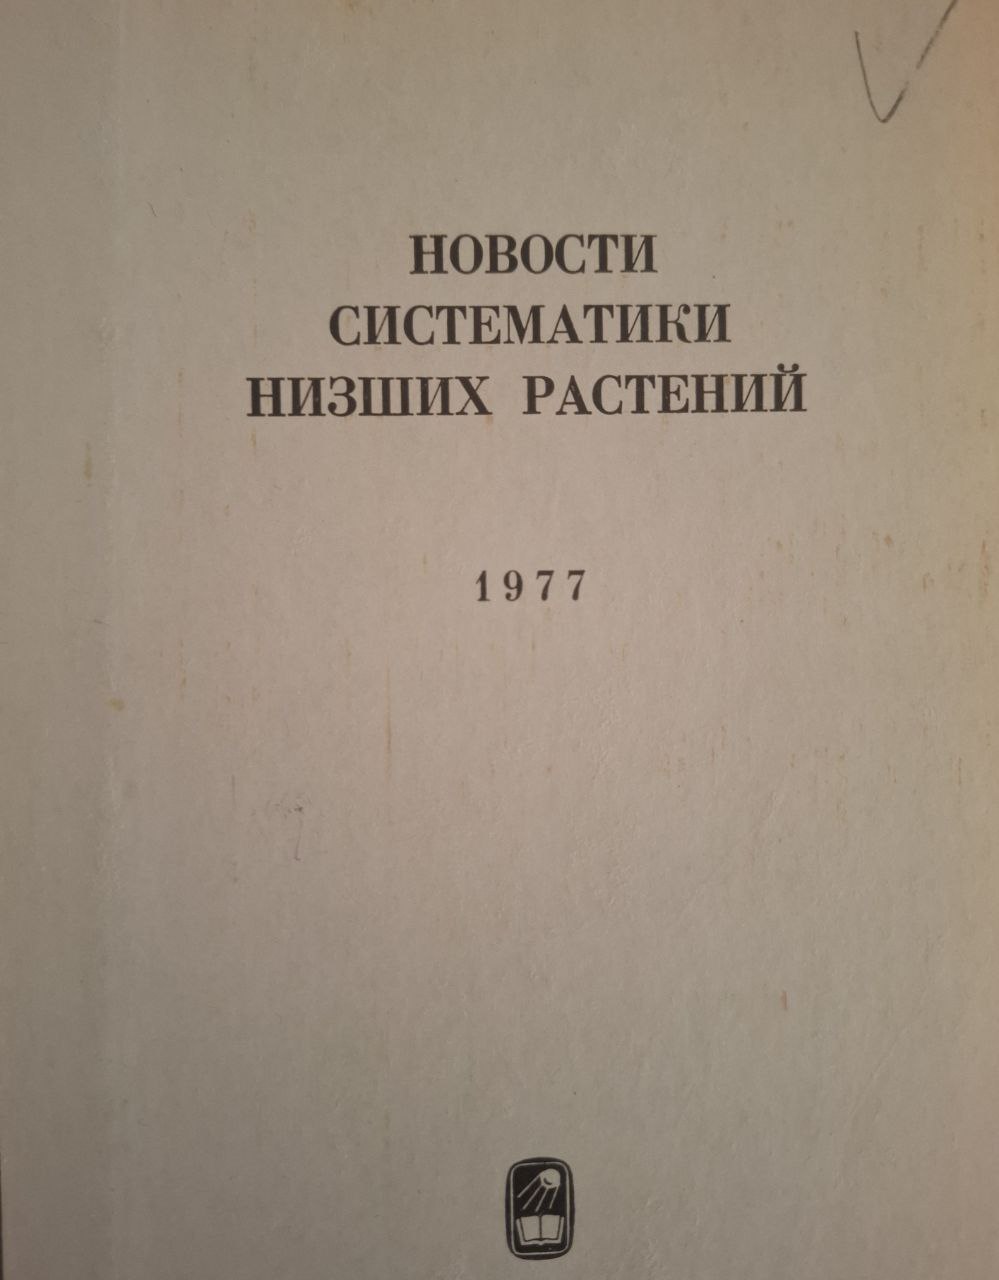 НОВОСТИ
СИСТЕМАТИКИ
НИЗШИХ РАСТЕНИЙ
1977